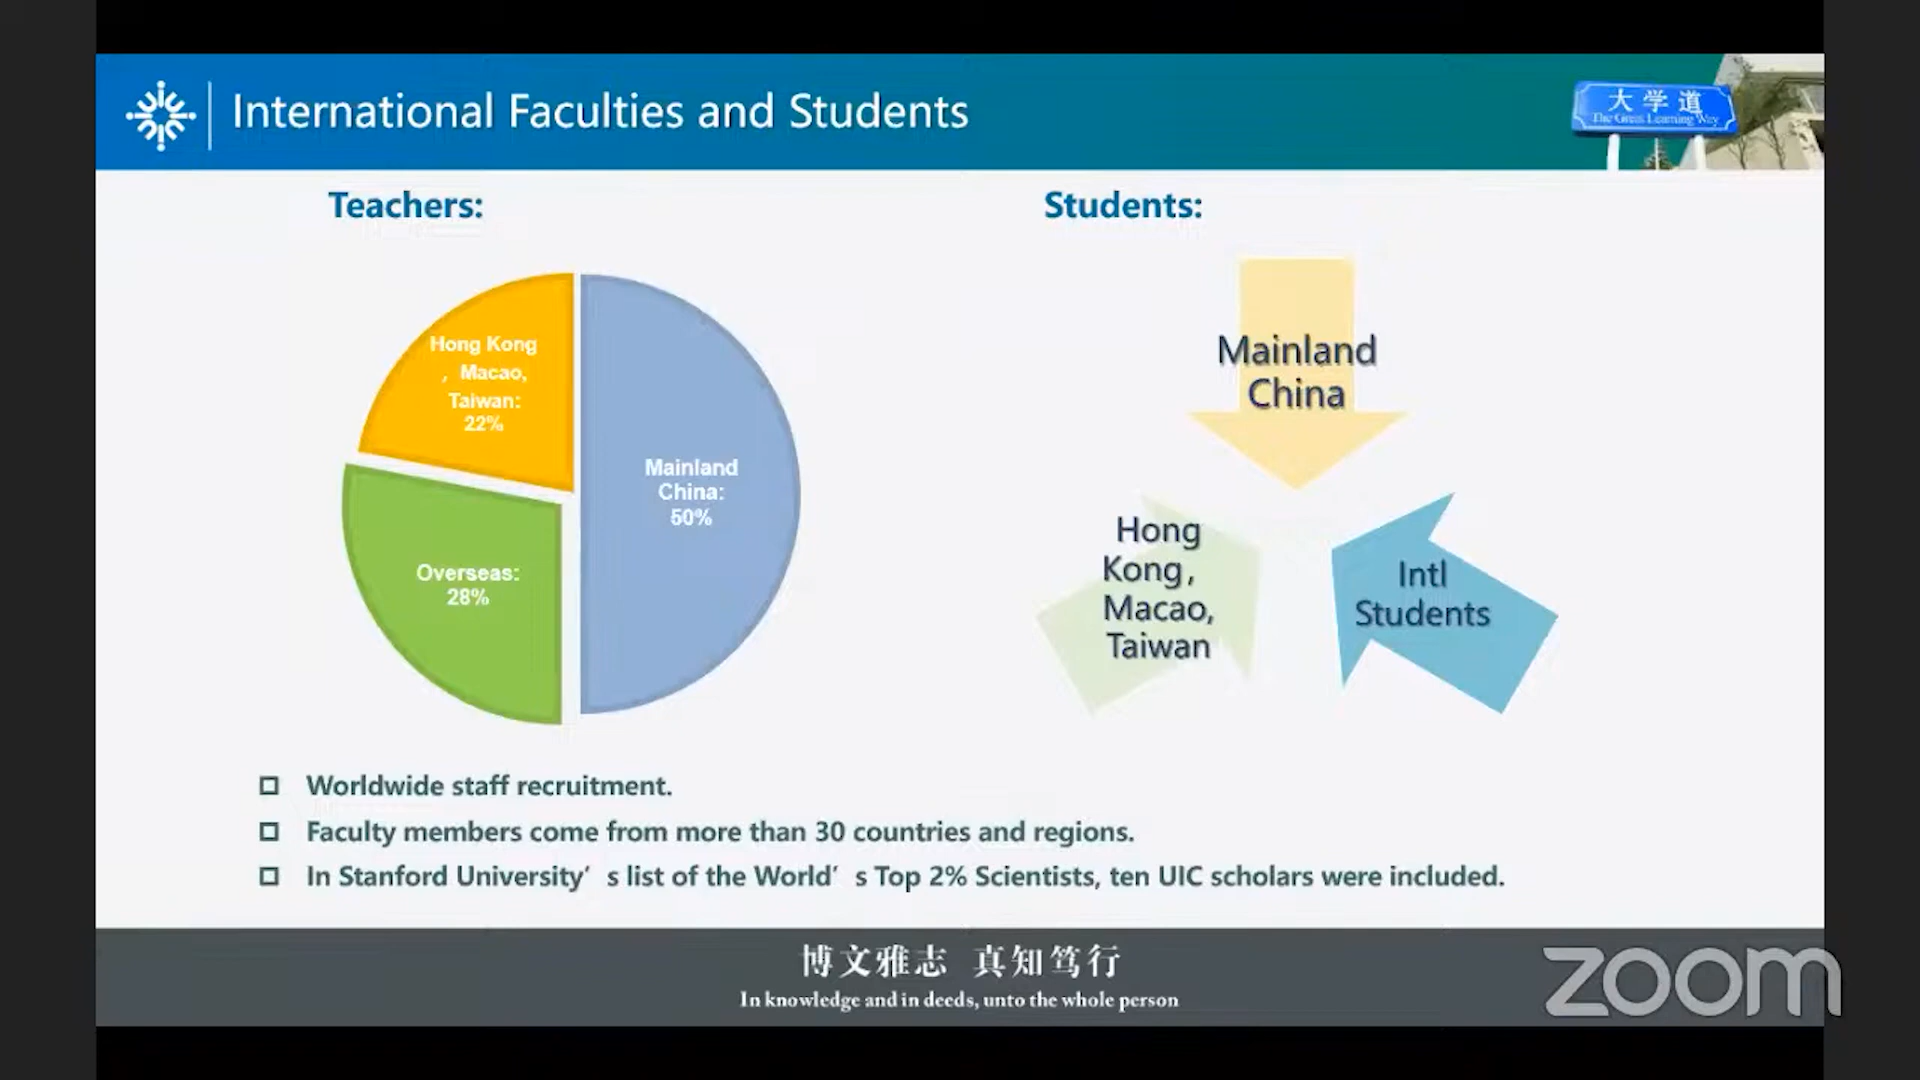 International Faculties and Students
大学道
The Great Learning Way
Teachers:
Students:
Hong Kong
, Macao,
Taiwan:
22%
Mainland
China:
50%
Overseas:
28%
Mainland
China
Hong
Kong,
Macao,
Taiwan
Intl
Students
Worldwide staff recruitment.
Faculty members come from more than 30 countries and regions.
In Stanford University’ s list of the World’ s Top 2% Scientists, ten UIC scholars were included.
博文雅志 真知笃行
In knowledge and in deeds, unto the whole person
zoom